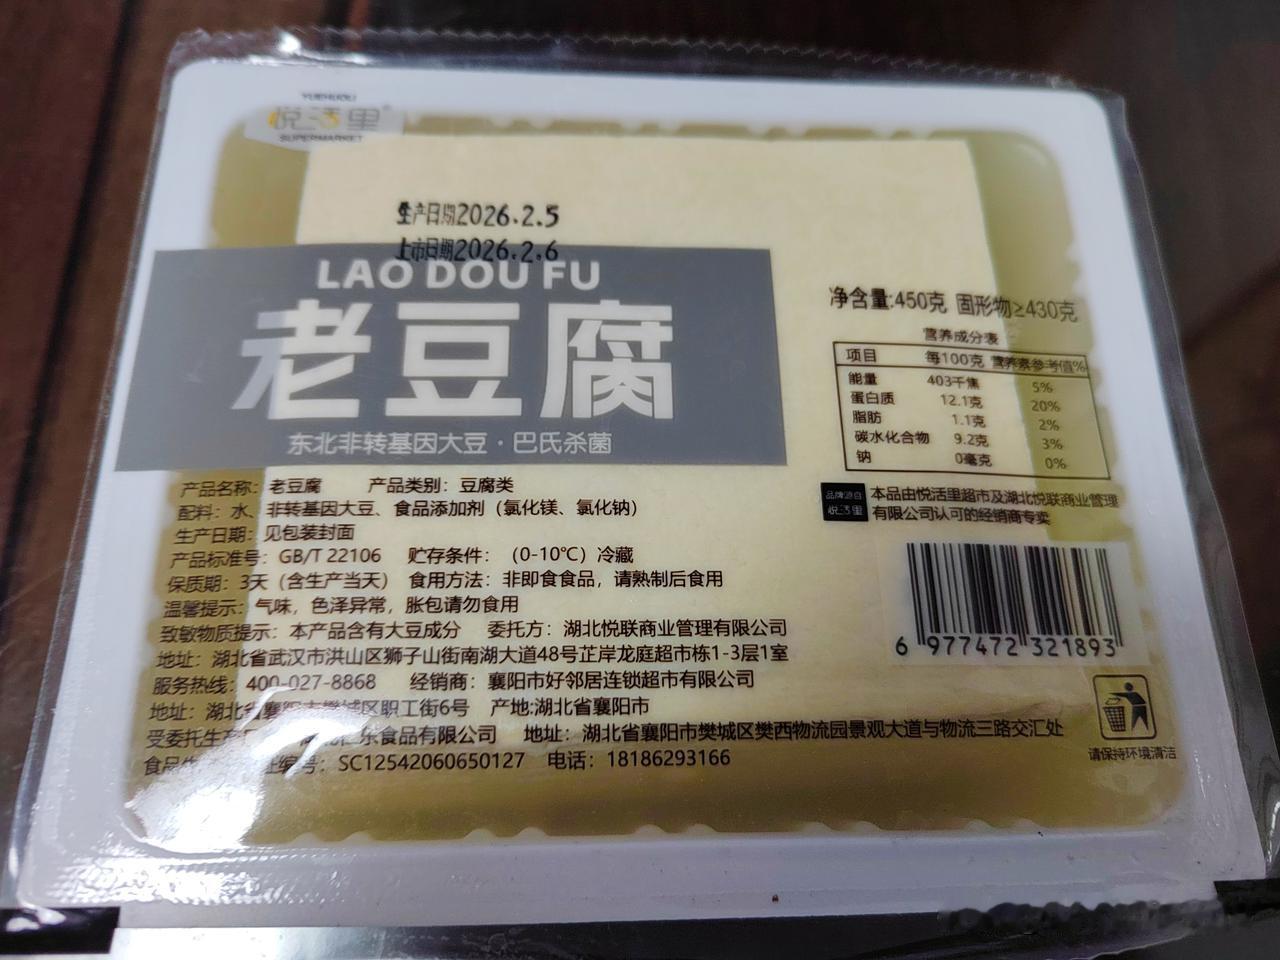 YUEHUOLI
悦活里®
SUPERMARKET
生产日期2026.2.5
上市日期2026.2.6
LAO DOU FU
老豆腐
东北非转基因大豆·巴氏杀菌
净含量:450克 固形物≥430克
营养成分表
项目 每100克 营养素参考值%
能量 403千焦 5%
蛋白质 12.1克 20%
脂肪 1.1克 2%
碳水化合物 9.2克 3%
钠 0毫克 0%
品牌源自
悦活里
本品由悦活里超市及湖北悦联商业管理
有限公司认可的经销商专卖
产品名称：老豆腐 产品类别：豆腐类
配料：水、非转基因大豆、食品添加剂（氯化镁、氯化钠）
生产日期：见包装封面
产品标准号：GB/T 22106 贮存条件：（0-10℃）冷藏
保质期：3天（含生产当天） 食用方法：非即食食品，请熟制后食用
温馨提示：气味，色泽异常，胀包请勿食用
致敏物质提示：本产品含有大豆成分 委托方：湖北悦联商业管理有限公司
地址：湖北省武汉市洪山区狮子山街南湖大道48号芷岸龙庭超市栋1-3层1室
服务热线：400-027-8868 经销商：襄阳市好邻居连锁超市有限公司
地址：湖北省襄阳市樊城区职工街6号 产地:湖北省襄阳市
受委托生产 东食品有限公司 地址：湖北省襄阳市樊城区樊西物流园景观大道与物流三路交汇处
食品生 证编号：SC12542060650127 电话：18186293166
6 977472 321893
请保持环境清洁